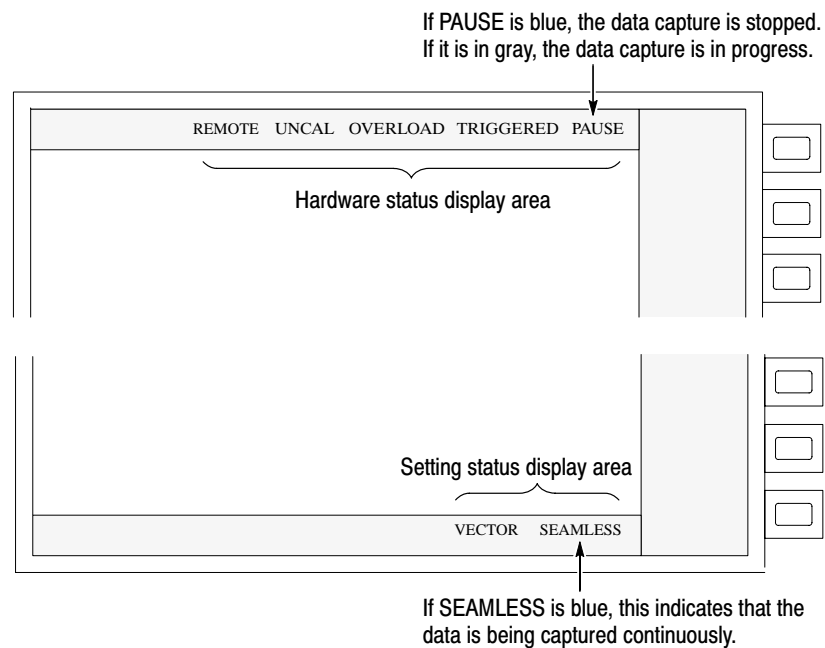 If PAUSE is blue, the data capture is stopped.
If it is in gray, the data capture is in progress.
REMOTE UNCAL OVERLOAD TRIGGERED PAUSE
Hardware status display area
Setting status display area
VECTOR SEAMLESS
If SEAMLESS is blue, this indicates that the
data is being captured continuously.